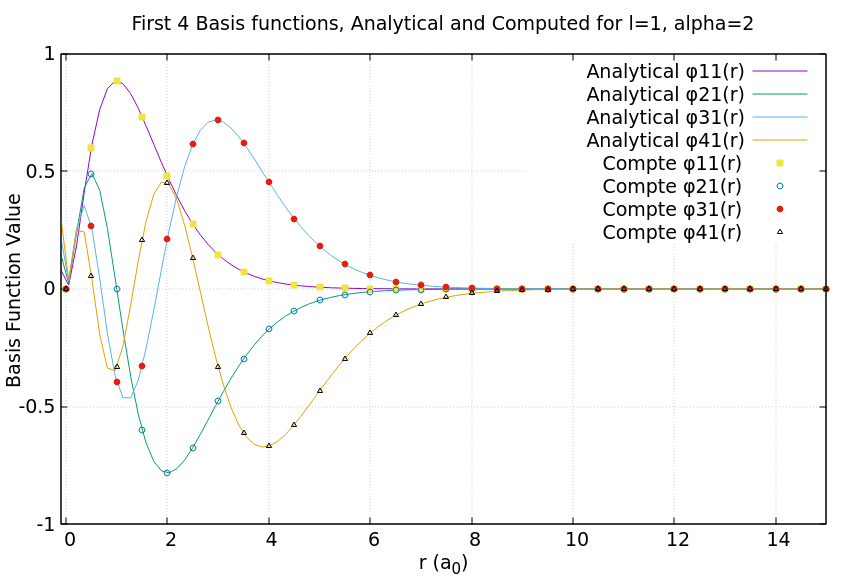 First 4 Basis functions, Analytical and Computed for l=1, alpha=2
Analytical φ11(r)
Analytical φ21(r)
Analytical φ31(r)
Analytical φ41(r)
Compte φ11(r)
Compte φ21(r)
Compte φ31(r)
Compte φ41(r)
Basis Function Value
1
0.5
0
-0.5
-1
0 2 4 6 8 10 12 14
r (a₀)